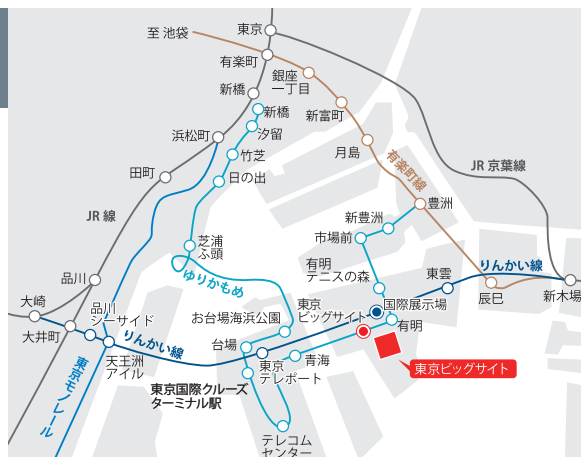 至 池袋
東京
有楽町
銀座
一丁目
新橋
新橋
新富町
汐留
浜松町
竹芝
月島
有楽町線
JR 京葉線
田町
日の出
豊洲
JR 線
新豊洲
芝浦
ふ頭
市場前
ゆりかもめ
有明
テニスの森
りんかい線
品川
東雲
辰巳
新木場
大崎
品川
シーサイド
東京
ビッグサイト
国際展示場
お台場海浜公園
有明
大井町
りんかい線
台場
天王洲
アイル
東京
テレポート
青海
東京ビッグサイト
東京モノレール
東京国際クルーズ
ターミナル駅
テレコム
センター